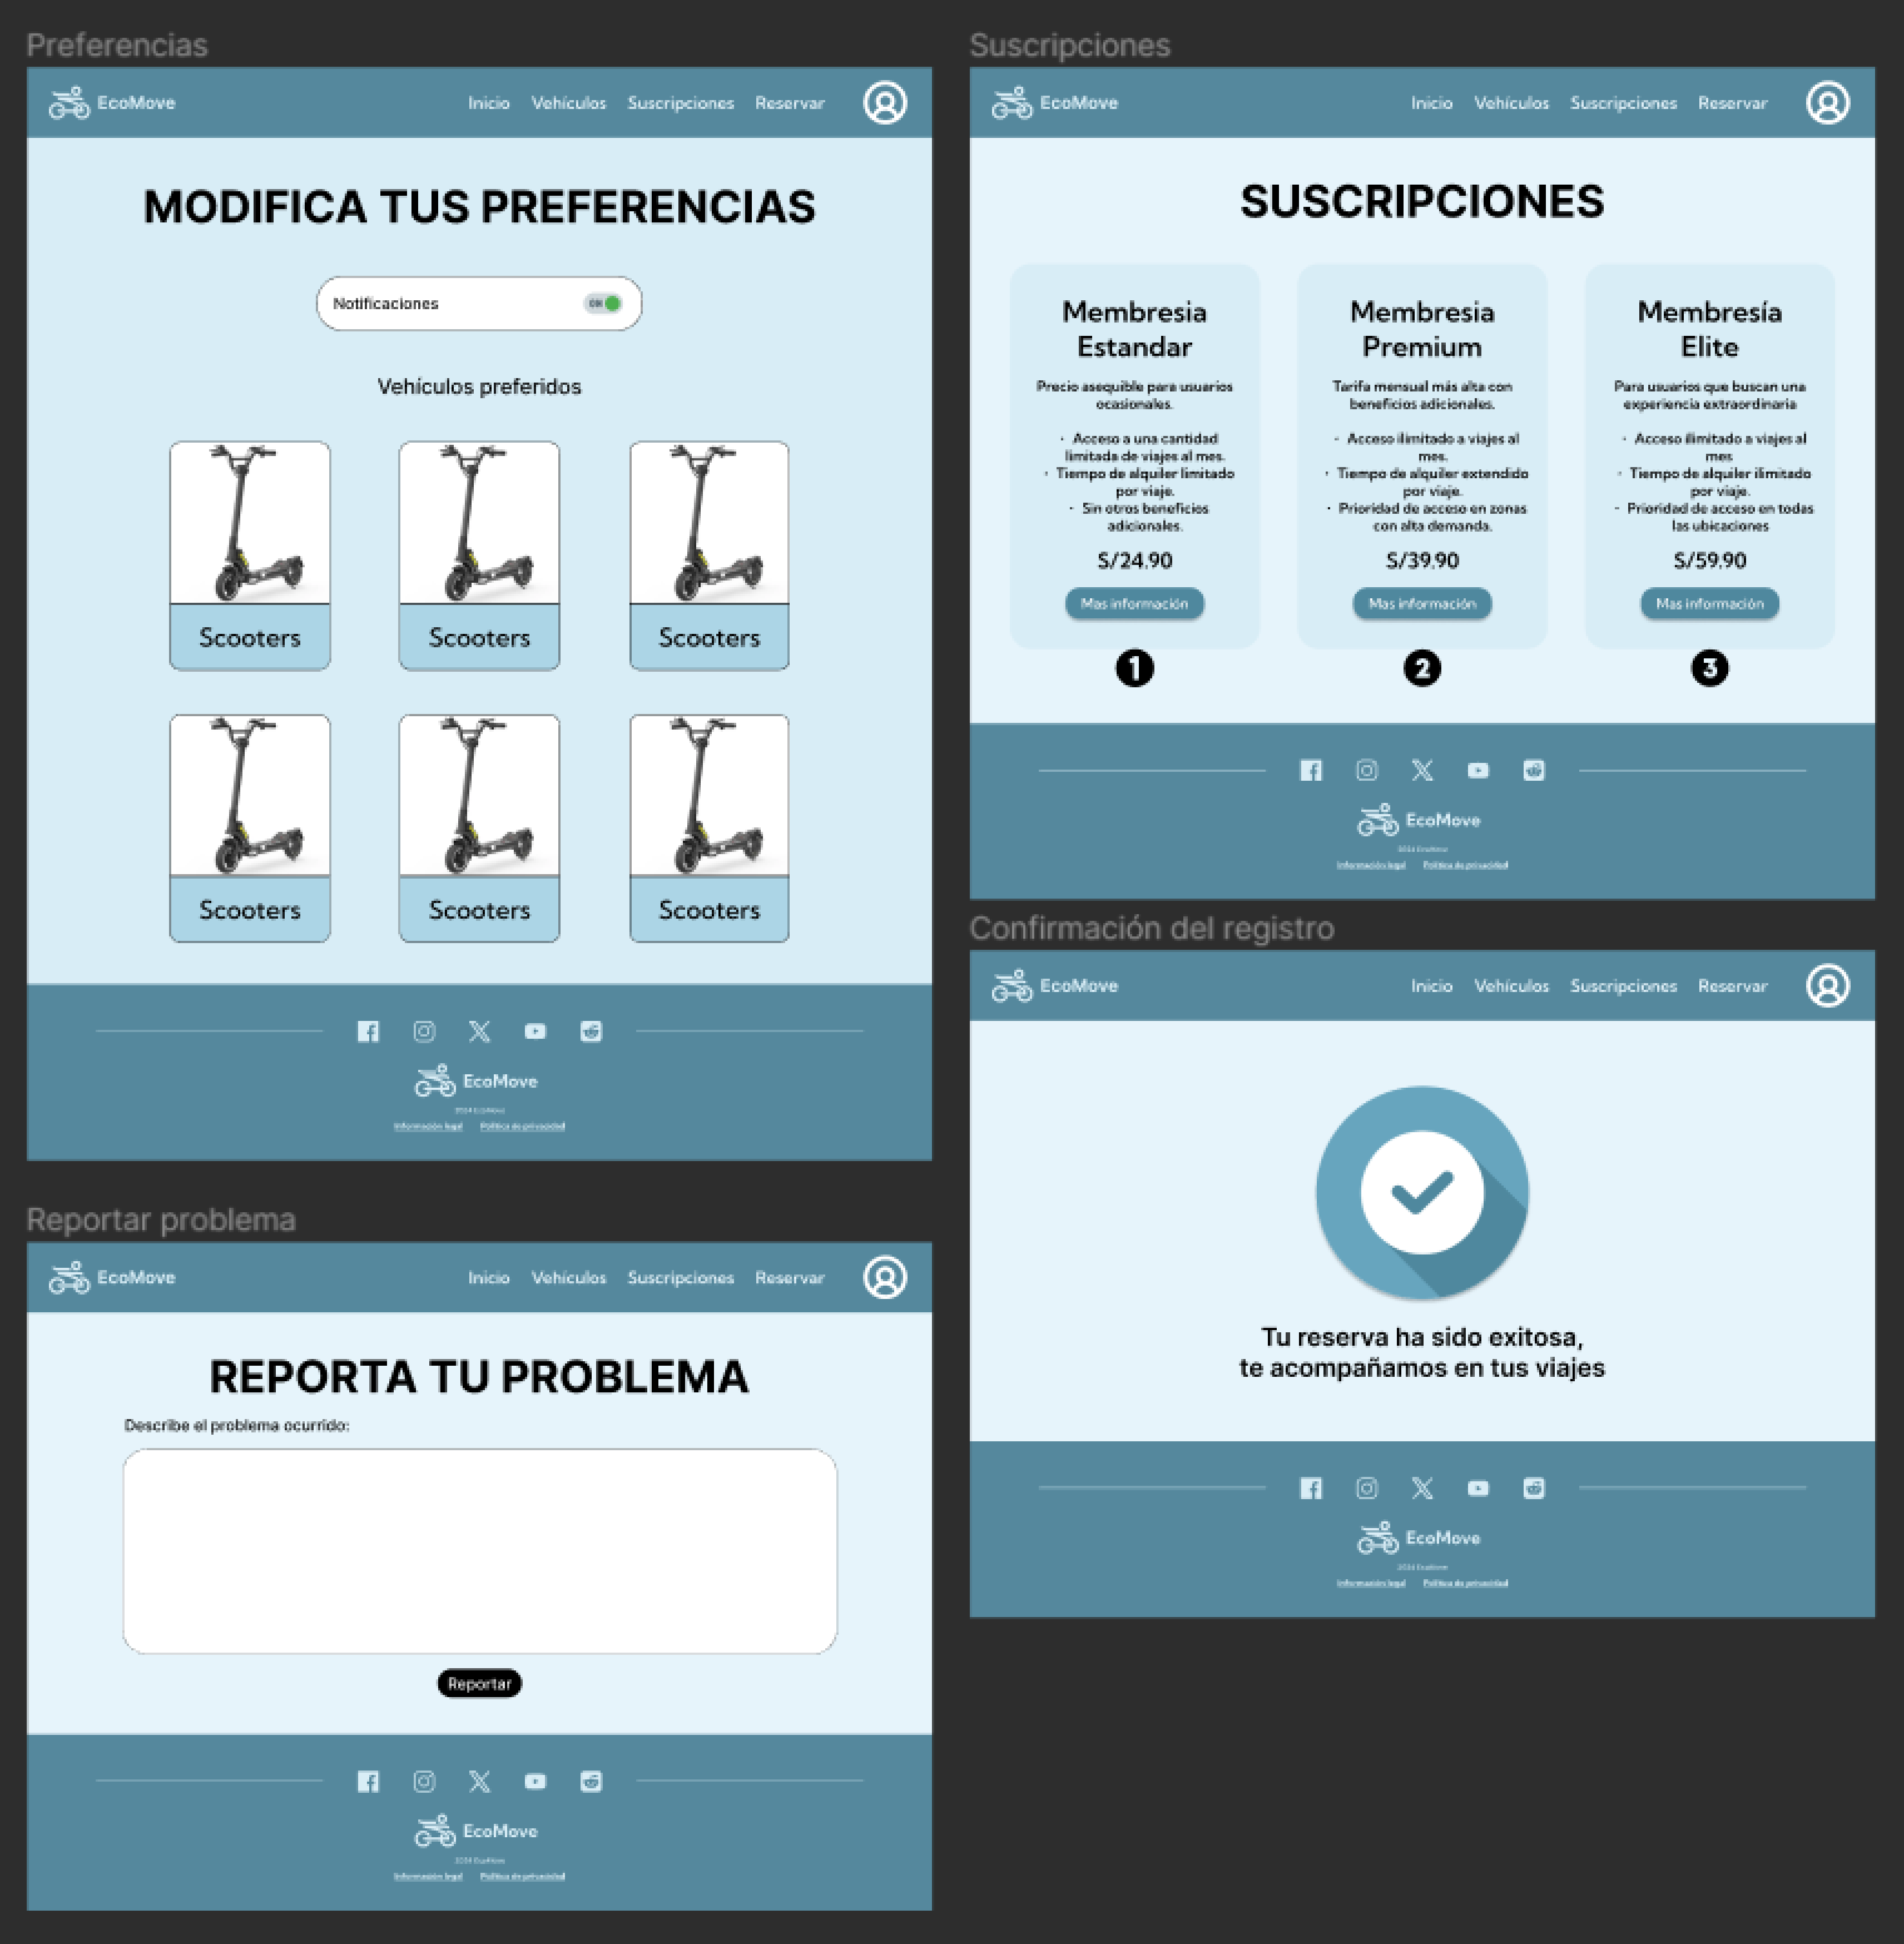 Preferencias
EcoMove
Inicio Vehículos Suscripciones Reservar
MODIFICA TUS PREFERENCIAS
Notificaciones
ON
Vehículos preferidos
Scooters
Scooters
Scooters
Scooters
Scooters
Scooters
EcoMove
2024 EcoMove
Información legal Política de privacidad
Reportar problema
EcoMove
Inicio Vehículos Suscripciones Reservar
REPORTA TU PROBLEMA
Describe el problema ocurrido:
Reportar
EcoMove
2024 EcoMove
Información legal Política de privacidad
Suscripciones
EcoMove
Inicio Vehículos Suscripciones Reservar
SUSCRIPCIONES
Membresia
Estandar
Precio asequible para usuarios
ocasionales.
· Acceso a una cantidad
limitada de viajes al mes.
· Tiempo de alquiler limitado
por viaje.
· Sin otros beneficios
adicionales.
S/24.90
Mas información
1
Membresia
Premium
Tarifa mensual más alta con
beneficios adicionales.
· Acceso ilimitado a viajes al
mes.
· Tiempo de alquiler extendido
por viaje.
· Prioridad de acceso en zonas
con alta demanda.
S/39.90
Mas información
2
Membresía
Elite
Para usuarios que buscan una
experiencia extraordinaria
· Acceso ilimitado a viajes al
mes
· Tiempo de alquiler ilimitado
por viaje.
· Prioridad de acceso en todas
las ubicaciones
S/59.90
Mas información
3
EcoMove
2024 EcoMove
Información legal Política de privacidad
Confirmación del registro
EcoMove
Inicio Vehículos Suscripciones Reservar
Tu reserva ha sido exitosa,
te acompañamos en tus viajes
EcoMove
2024 EcoMove
Información legal Política de privacidad